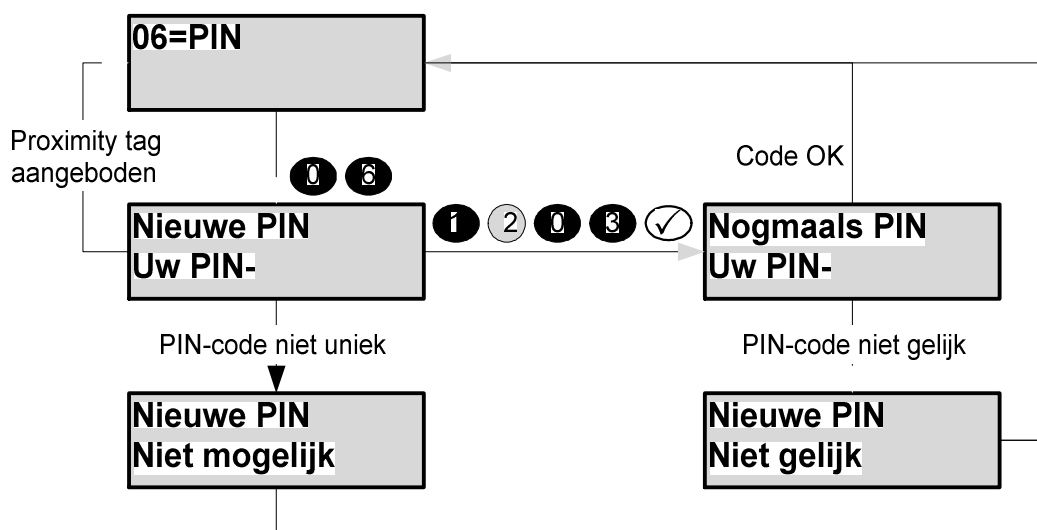 06=PIN
Proximity tag
aangeboden
Code OK
0 6
Nieuwe PIN
Uw PIN-
1 2 0 3 ✓
Nogmaals PIN
Uw PIN-
PIN-code niet uniek
PIN-code niet gelijk
Nieuwe PIN
Niet mogelijk
Nieuwe PIN
Niet gelijk